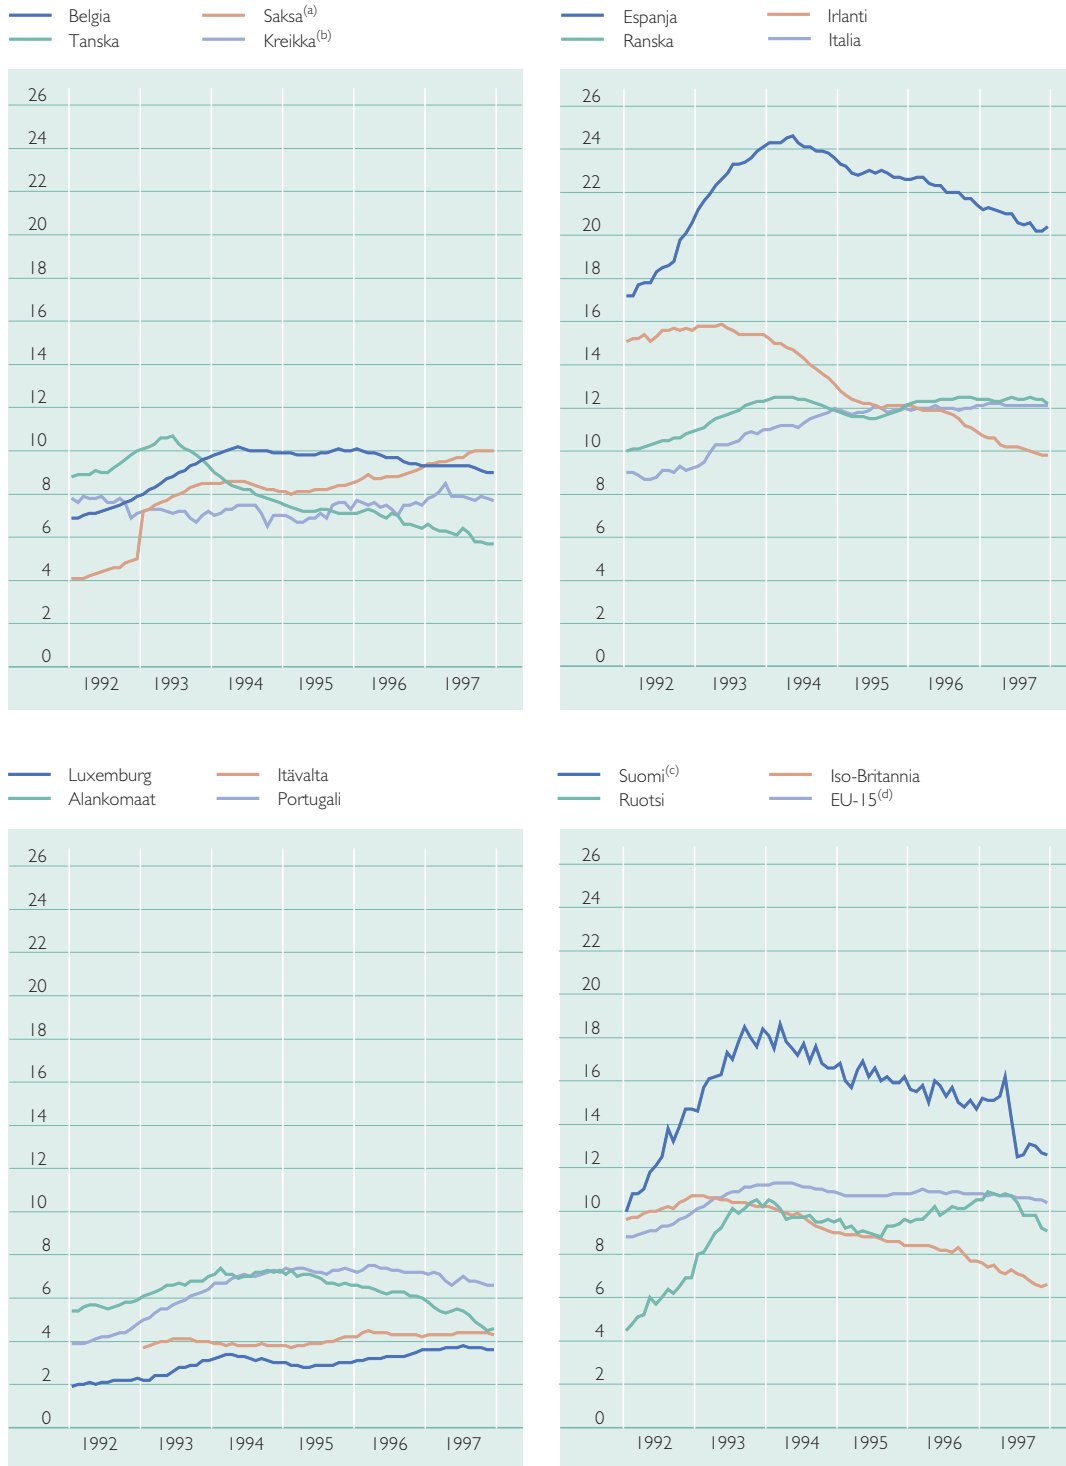 Belgia
Saksa(a)
Tanska
Kreikka(b)
26
24
22
20
18
16
14
12
10
8
6
4
2
0
1992 1993 1994 1995 1996 1997
Espanja
Irlanti
Ranska
Italia
26
24
22
20
18
16
14
12
10
8
6
4
2
0
1992 1993 1994 1995 1996 1997
Luxemburg
Itävalta
Alankomaat
Portugali
26
24
22
20
18
16
14
12
10
8
6
4
2
0
1992 1993 1994 1995 1996 1997
Suomi(c)
Iso-Britannia
Ruotsi
EU-15(d)
26
24
22
20
18
16
14
12
10
8
6
4
2
0
1992 1993 1994 1995 1996 1997